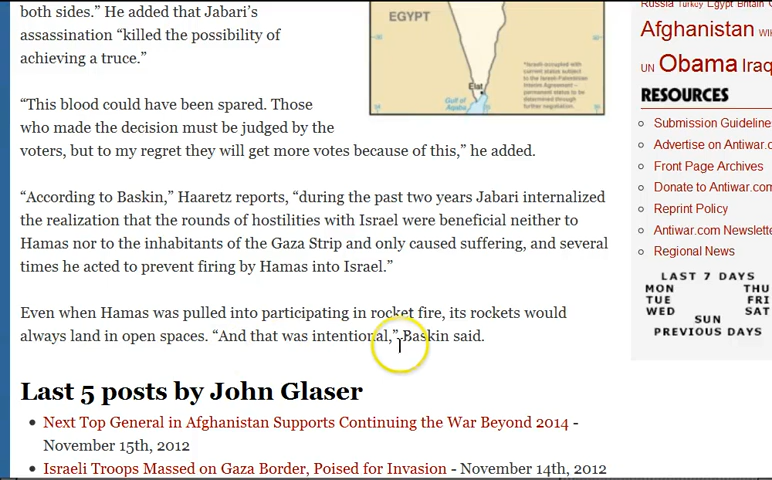 both sides.” He added that Jabari’s
assassination “killed the possibility of
achieving a truce.”
“This blood could have been spared. Those
who made the decision must be judged by the
voters, but to my regret they will get more votes because of this,” he added.
“According to Baskin,” Haaretz reports, “during the past two years Jabari internalized
the realization that the rounds of hostilities with Israel were beneficial neither to
Hamas nor to the inhabitants of the Gaza Strip and only caused suffering, and several
times he acted to prevent firing by Hamas into Israel.”
Even when Hamas was pulled into participating in rocket fire, its rockets would
always land in open spaces. “And that was intentional,” Baskin said.
Last 5 posts by John Glaser
Next Top General in Afghanistan Supports Continuing the War Beyond 2014 -
November 15th, 2012
Israeli Troops Massed on Gaza Border, Poised for Invasion - November 14th, 2012
EGYPT
Elat
Gulf of
Aqaba
*Israeli-occupied with
current status subject
to the Israeli-Palestinian
Interim Agreement –
permanent status to be
determined through
further negotiation.
Russia Turkey Egypt Britain
Afghanistan
UN Obama Iraq
RESOURCES
Submission Guideline
Advertise on Antiwar.c
Front Page Archives
Donate to Antiwar.com
Reprint Policy
Antiwar.com Newslette
Regional News
LAST 7 DAYS
MON THU
TUE FRI
WED SAT
SUN
PREVIOUS DAYS